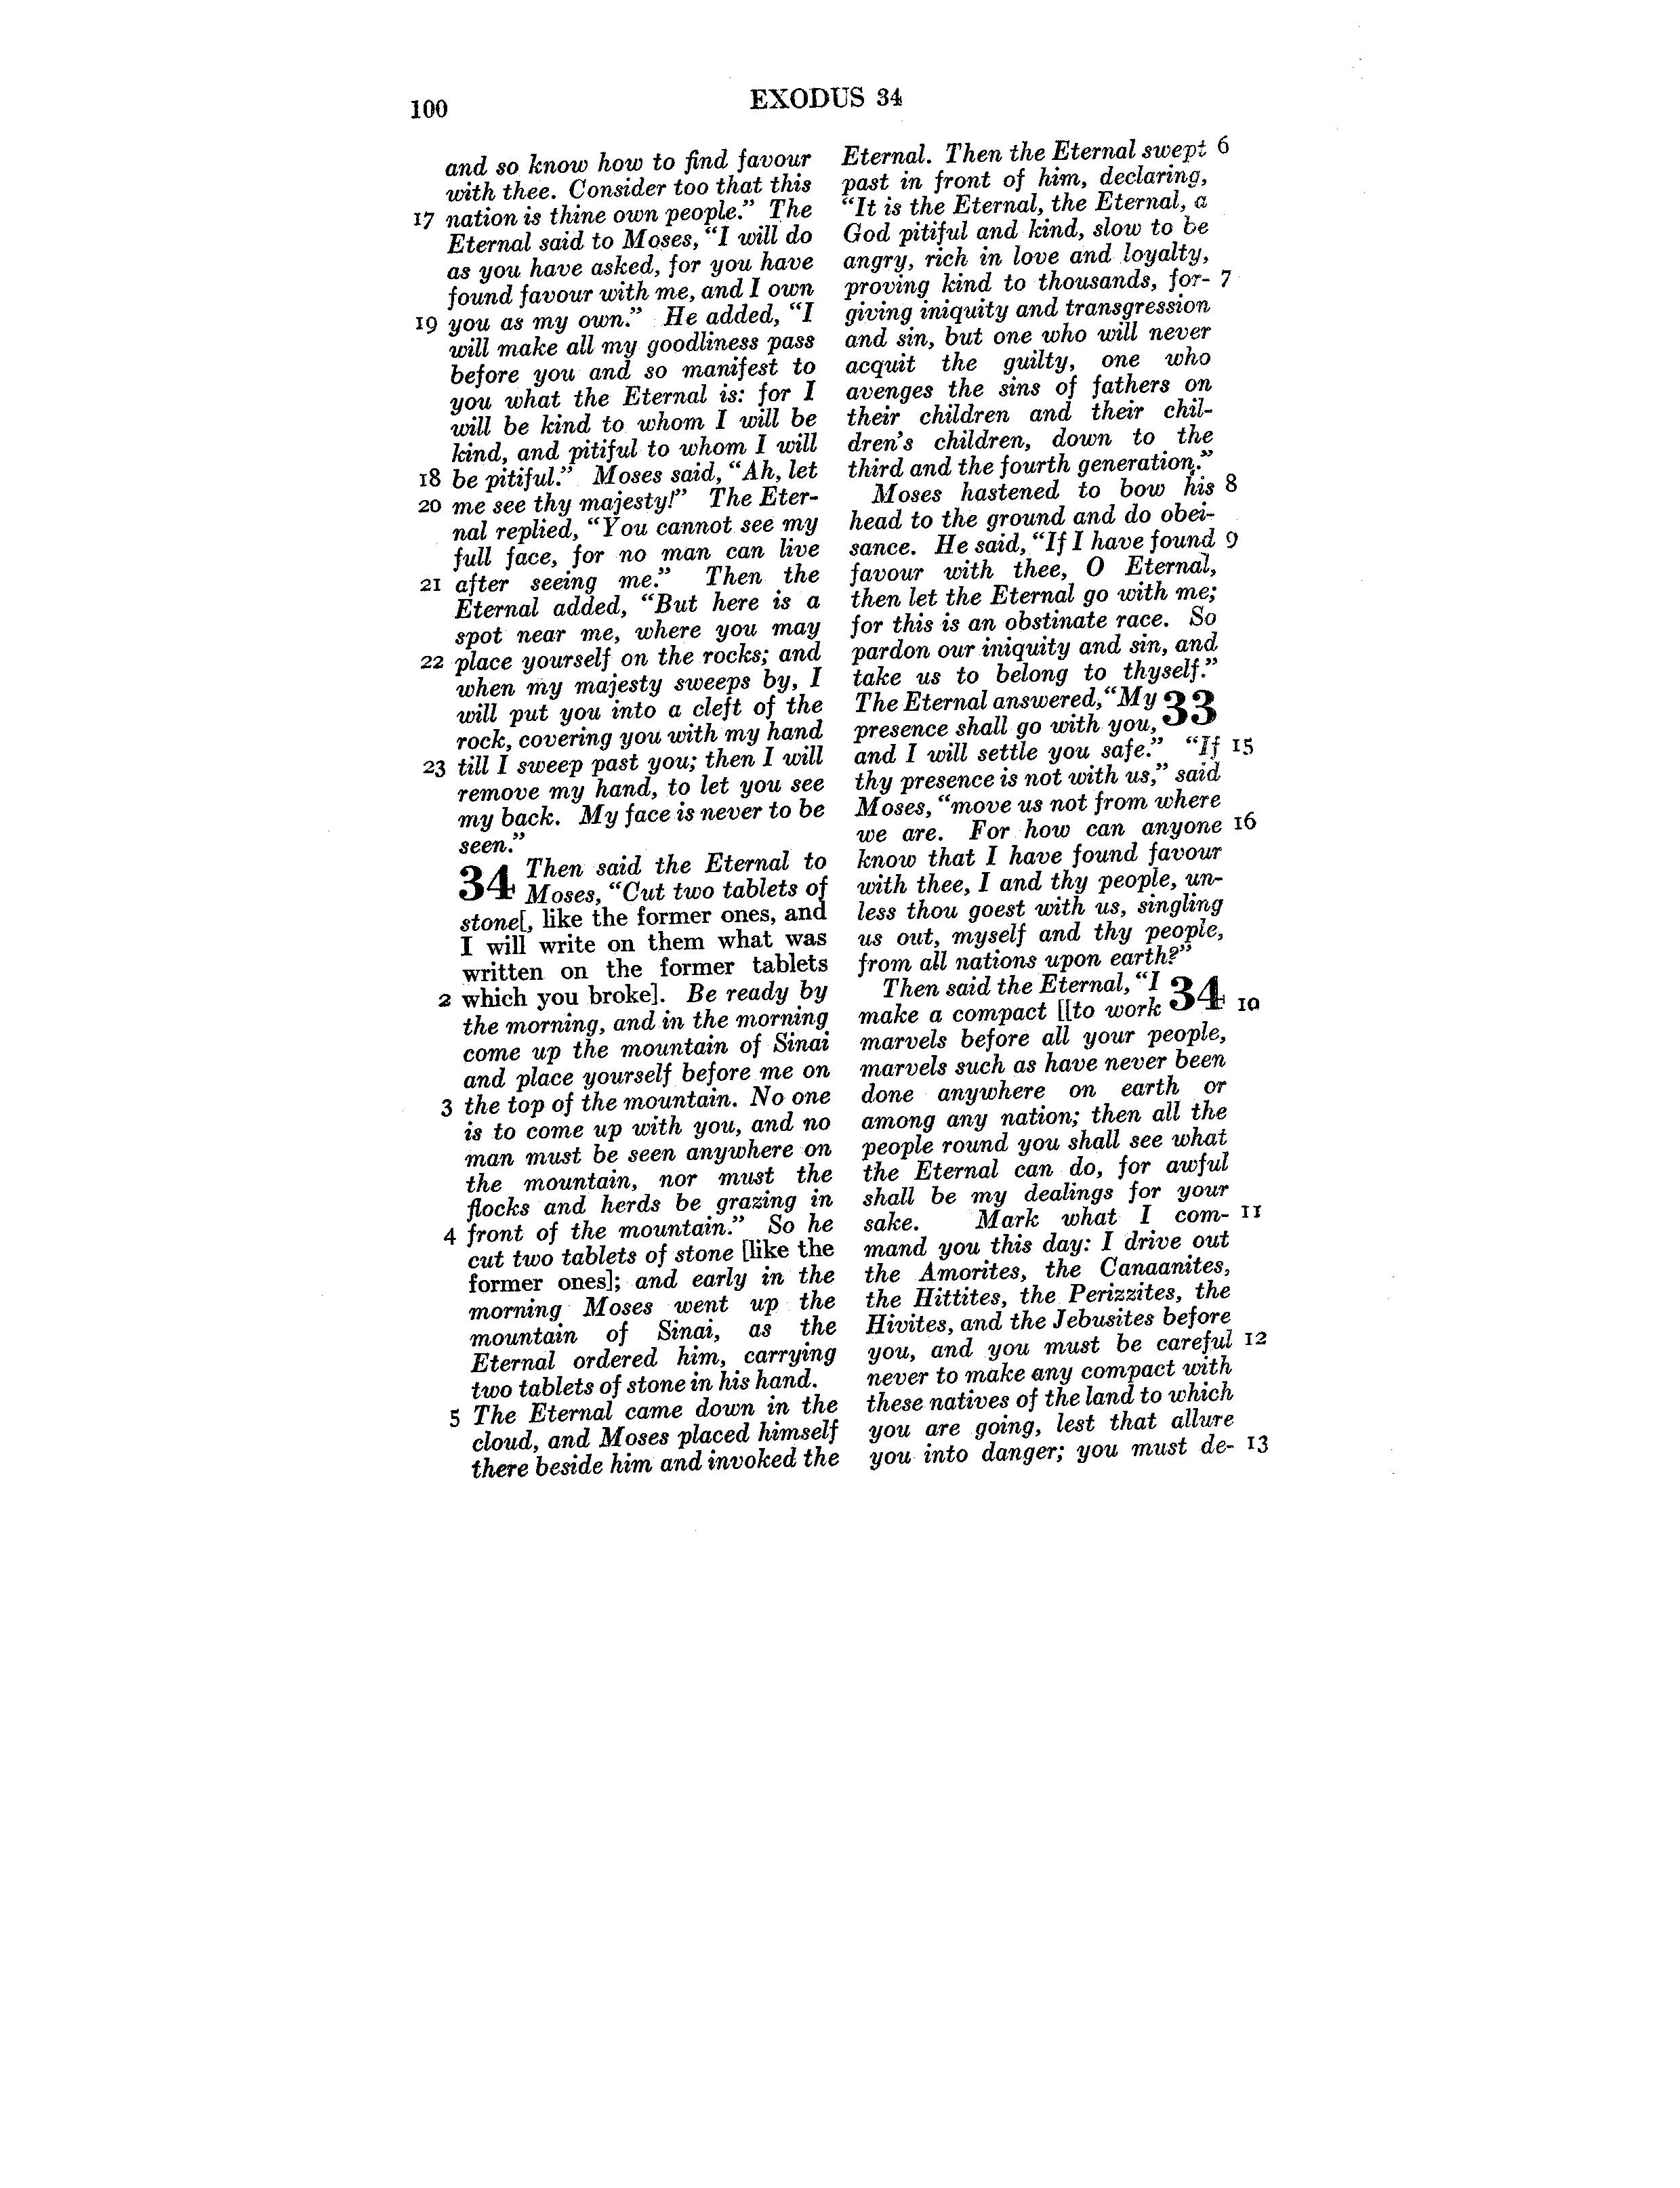 100
EXODUS 34
and so know how to find favour
with thee. Consider too that this
17 nation is thine own people." The
Eternal said to Moses, "I will do
as you have asked, for you have
found favour with me, and I own
19 you as my own." He added, "I
will make all my goodliness pass
before you and so manifest to
you what the Eternal is: for I
will be kind to whom I will be
kind, and pitiful to whom I will
18 be pitiful." Moses said, "Ah, let
20 me see thy majesty!" The Eter-
nal replied, "You cannot see my
full face, for no man can live
21 after seeing me." Then the
Eternal added, "But here is a
spot near me, where you may
22 place yourself on the rocks; and
when my majesty sweeps by, I
will put you into a cleft of the
rock, covering you with my hand
23 till I sweep past you; then I will
remove my hand, to let you see
my back. My face is never to be
seen."
34 Then said the Eternal to
Moses, "Cut two tablets of
stone[, like the former ones, and
I will write on them what was
written on the former tablets
2 which you broke]. Be ready by
the morning, and in the morning
come up the mountain of Sinai
and place yourself before me on
3 the top of the mountain. No one
is to come up with you, and no
man must be seen anywhere on
the mountain, nor must the
flocks and herds be grazing in
4 front of the mountain." So he
cut two tablets of stone [like the
former ones]; and early in the
morning Moses went up the
mountain of Sinai, as the
Eternal ordered him, carrying
two tablets of stone in his hand.
5 The Eternal came down in the
cloud, and Moses placed himself
there beside him and invoked the
Eternal. Then the Eternal swept 6
past in front of him, declaring,
"It is the Eternal, the Eternal, a
God pitiful and kind, slow to be
angry, rich in love and loyalty,
proving kind to thousands, for- 7
giving iniquity and transgression
and sin, but one who will never
acquit the guilty, one who
avenges the sins of fathers on
their children and their chil-
dren's children, down to the
third and the fourth generation."
Moses hastened to bow his 8
head to the ground and do obei-
sance. He said, "If I have found 9
favour with thee, O Eternal,
then let the Eternal go with me;
for this is an obstinate race. So
pardon our iniquity and sin, and
take us to belong to thyself."
The Eternal answered, "My 33
presence shall go with you,
and I will settle you safe." "If 15
thy presence is not with us," said
Moses, "move us not from where
we are. For how can anyone 16
know that I have found favour
with thee, I and thy people, un-
less thou goest with us, singling
us out, myself and thy people,
from all nations upon earth?"
Then said the Eternal, "I 34
make a compact [[to work 10
marvels before all your people,
marvels such as have never been
done anywhere on earth or
among any nation; then all the
people round you shall see what
the Eternal can do, for awful
shall be my dealings for your
sake. Mark what I com- 11
mand you this day: I drive out
the Amorites, the Canaanites,
the Hittites, the Perizzites, the
Hivites, and the Jebusites before
you, and you must be careful 12
never to make any compact with
these natives of the land to which
you are going, lest that allure
you into danger; you must de- 13